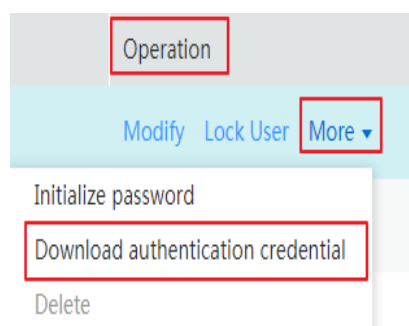 Operation
Modify Lock User More ▾
Initialize password
Download authentication credential
Delete